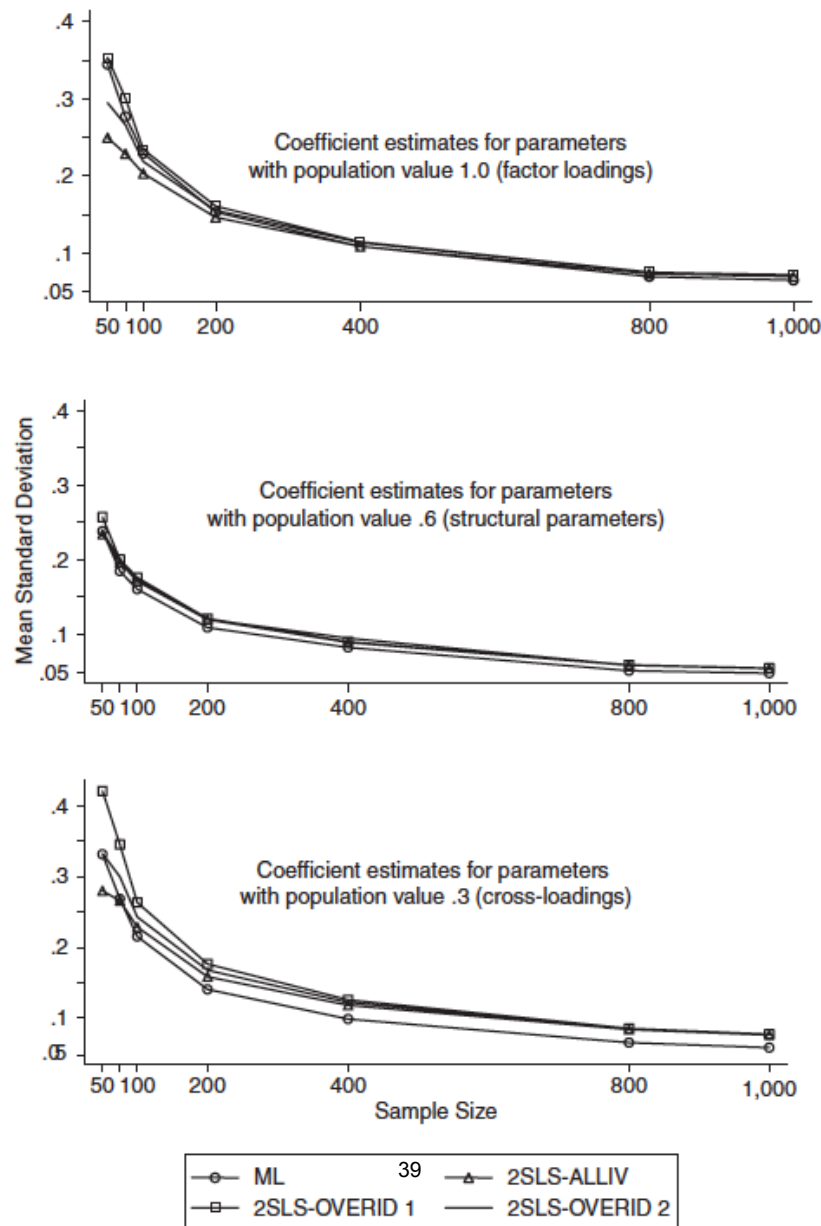 .4
.3
Coefficient estimates for parameters
with population value 1.0 (factor loadings)
.2
.1
.05
50 100 200 400 800 1,000
Mean Standard Deviation
.4
.3
Coefficient estimates for parameters
with population value .6 (structural parameters)
.2
.1
.05
50 100 200 400 800 1,000
.4
.3
Coefficient estimates for parameters
with population value .3 (cross-loadings)
.2
.1
.05
50 100 200 400 800 1,000
Sample Size
39
ML 2SLS-ALLIV
2SLS-OVERID 1 2SLS-OVERID 2